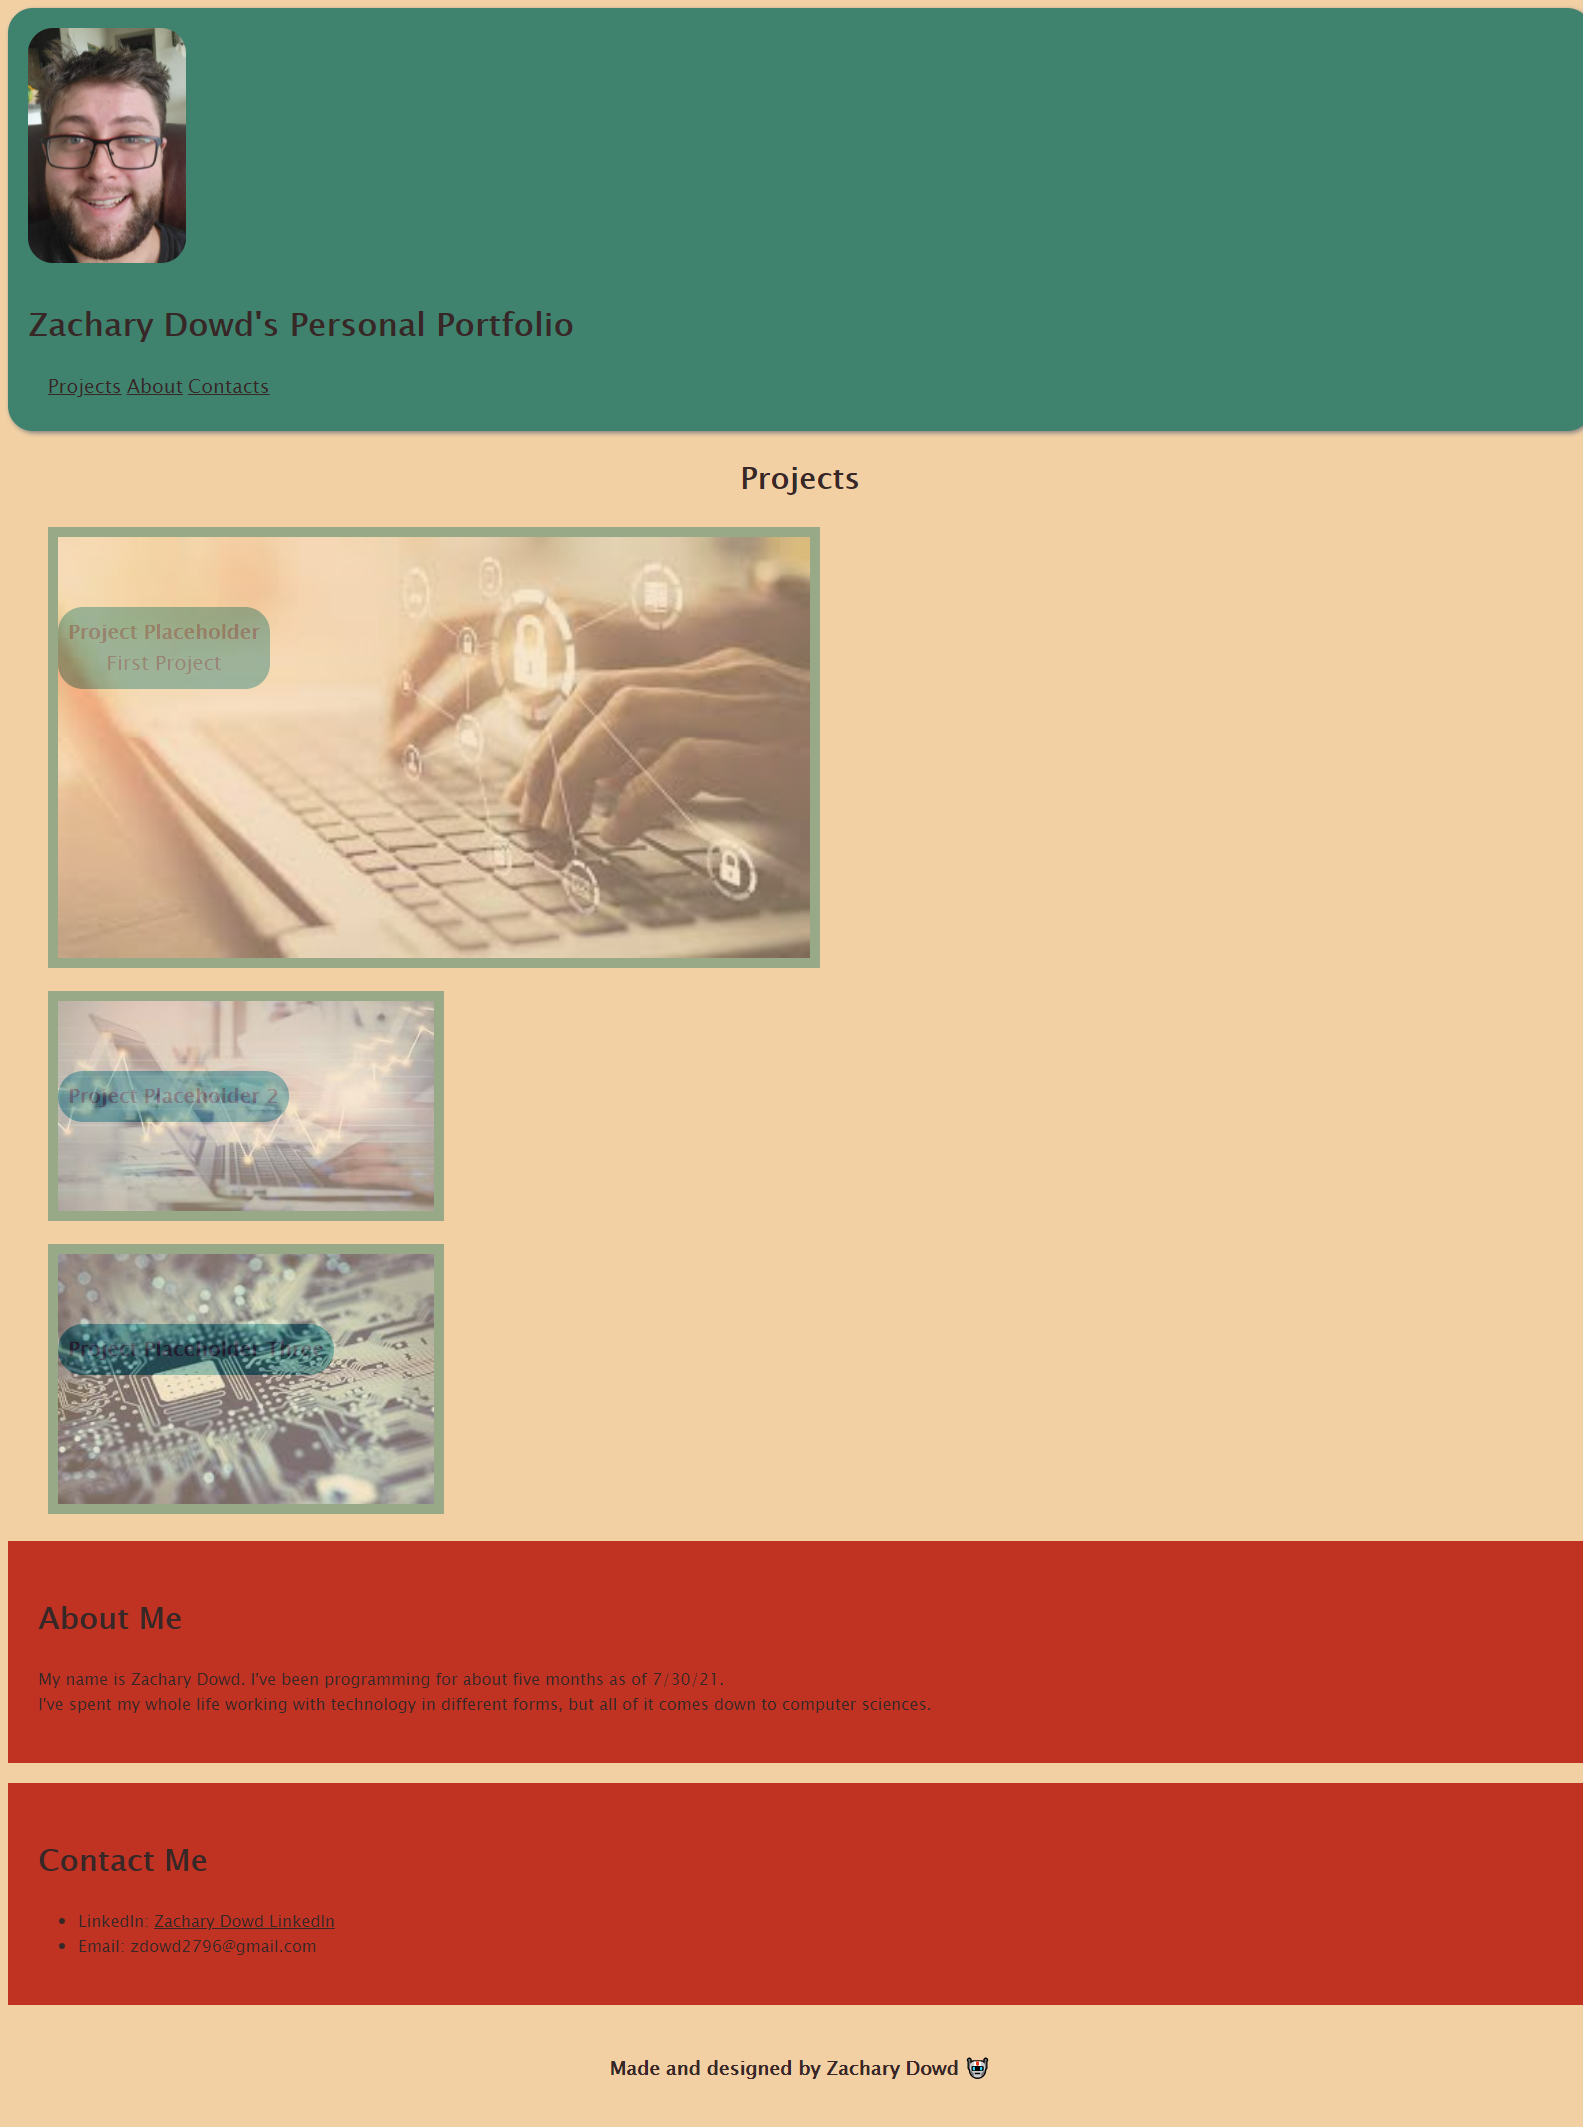 Zachary Dowd's Personal Portfolio
Projects About Contacts
Projects
Project Placeholder
First Project
Project Placeholder 2
Project Placeholder Three
About Me
My name is Zachary Dowd. I've been programming for about five months as of 7/30/21.
I've spent my whole life working with technology in different forms, but all of it comes down to computer sciences.
Contact Me
• LinkedIn: Zachary Dowd LinkedIn
• Email: zdowd2796@gmail.com
Made and designed by Zachary Dowd